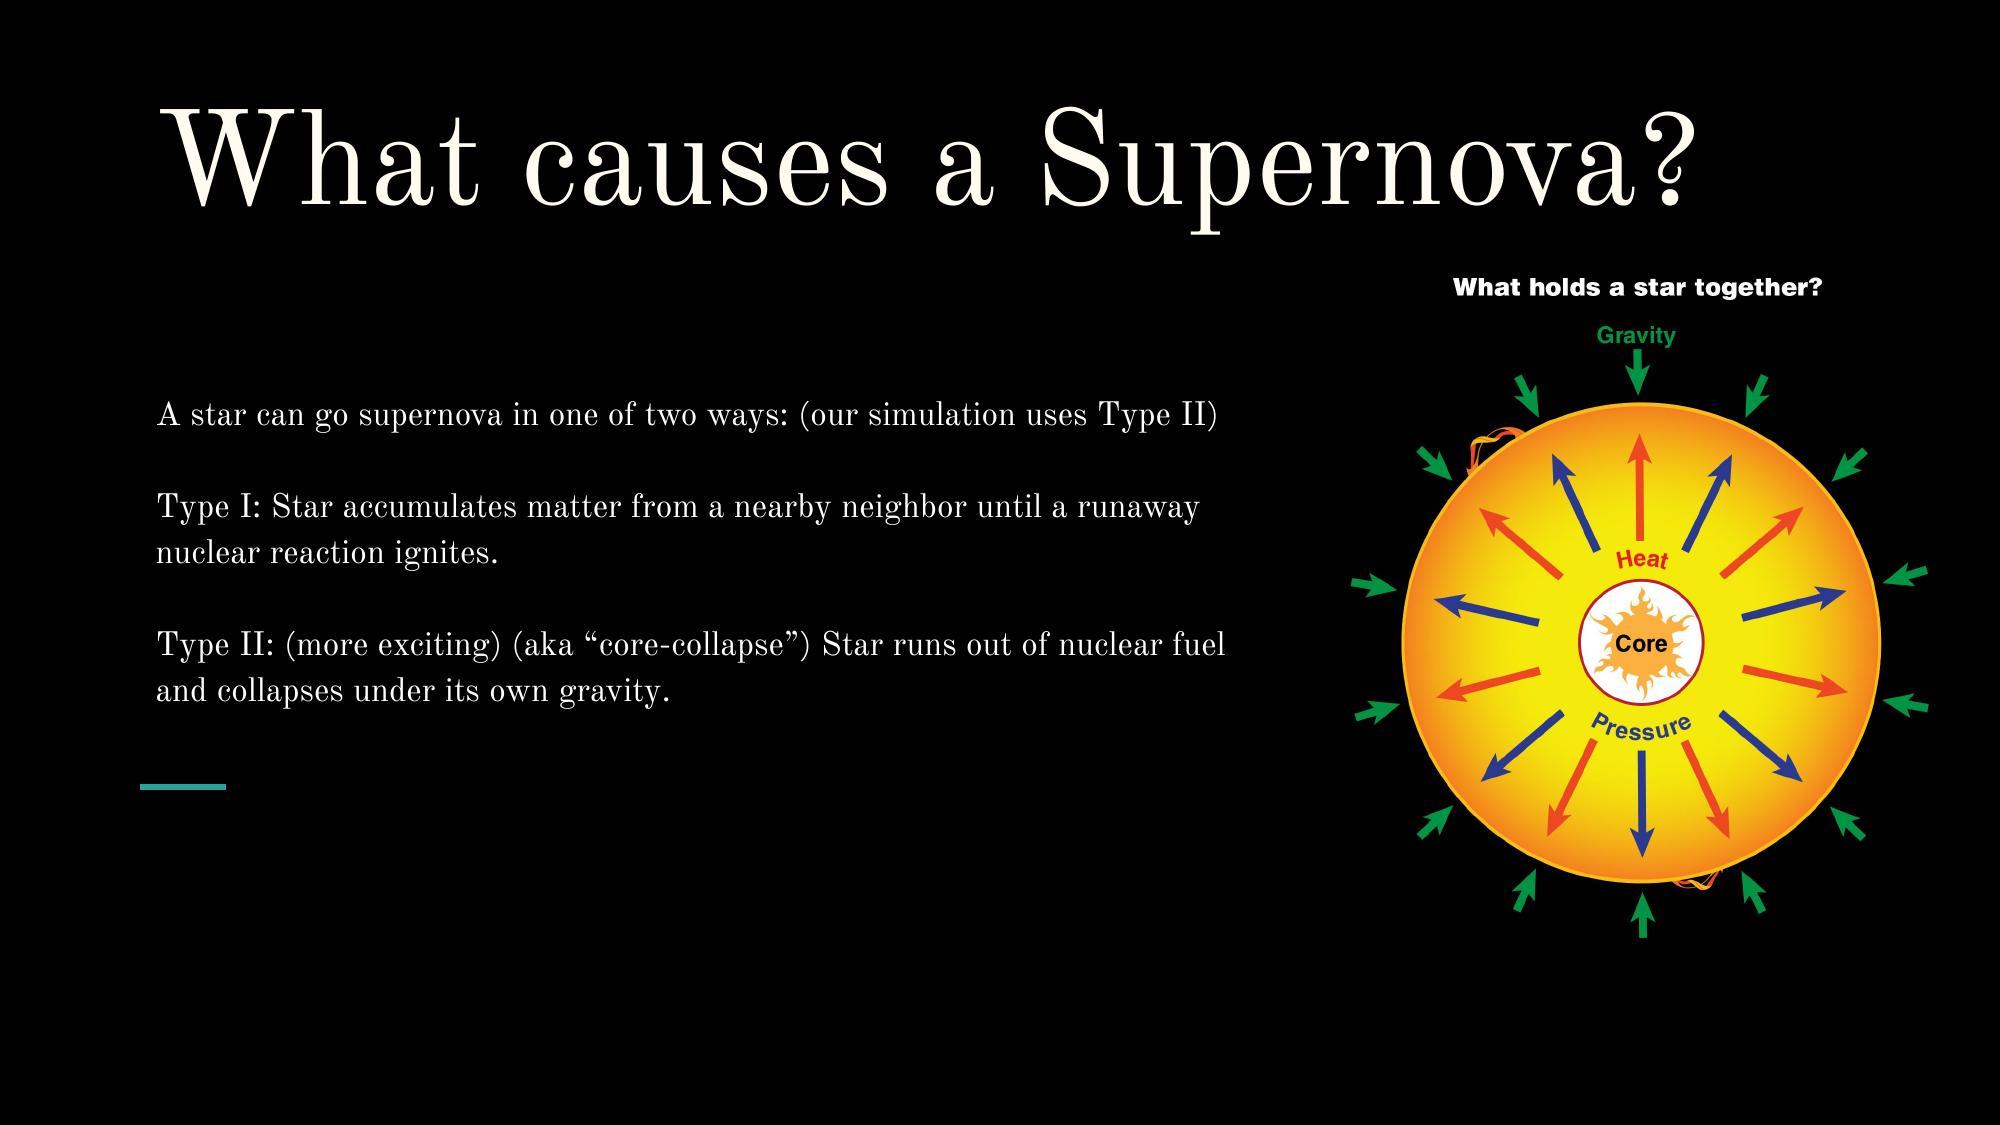 What causes a Supernova?
A star can go supernova in one of two ways: (our simulation uses Type II)
Type I: Star accumulates matter from a nearby neighbor until a runaway
nuclear reaction ignites.
Type II: (more exciting) (aka “core-collapse”) Star runs out of nuclear fuel
and collapses under its own gravity.
What holds a star together?
Gravity
Heat
Core
Pressure